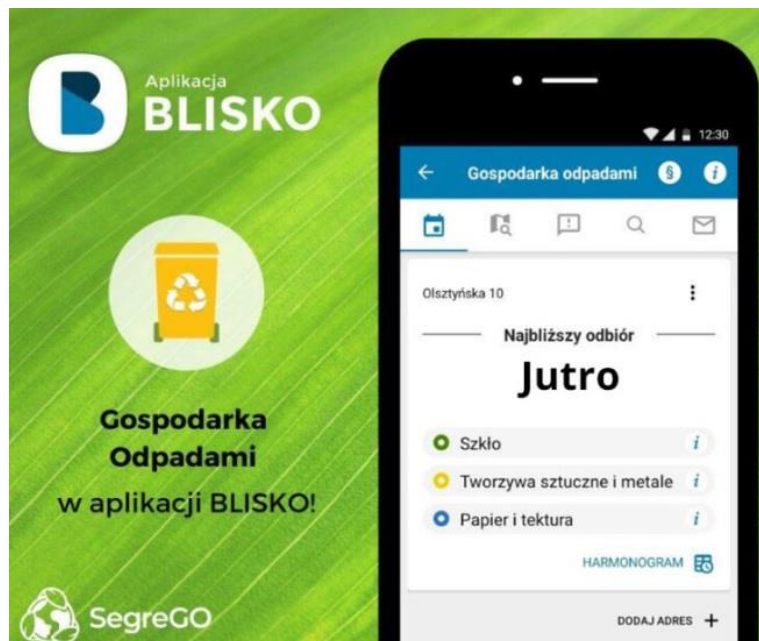 Aplikacja
BLISKO
Gospodarka
Odpadami
w aplikacji BLISKO!
SegreGO
12:30
Gospodarka odpadami § i
Olsztyńska 10
Najbliższy odbiór
Jutro
Szkło i
Tworzywa sztuczne i metale i
Papier i tektura i
HARMONOGRAM
DODAJ ADRES +